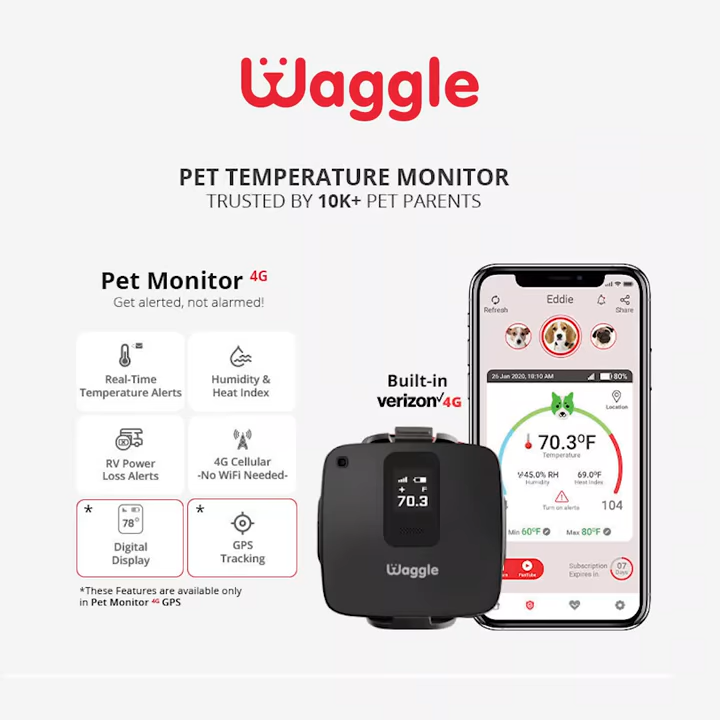 Waggle
PET TEMPERATURE MONITOR
TRUSTED BY 10K+ PET PARENTS
Pet Monitor 4G
Get alerted, not alarmed!
Real-Time
Temperature Alerts
Humidity &
Heat Index
RV Power
Loss Alerts
4G Cellular
-No WiFi Needed-
*
78°
Digital
Display
*
GPS
Tracking
*These Features are available only
in Pet Monitor 4G GPS
Built-in
verizon✓4G
F
70.3
Waggle
Refresh
Eddie
Share
26 Jan 2020, 18:10 AM
80%
Location
70.3°F
Temperature
45.0% RH
Humidity
69.0°F
Heat Index
Turn on alerts
104
Min 60°F
Max 80°F
Subscription
Expires in
07
Days